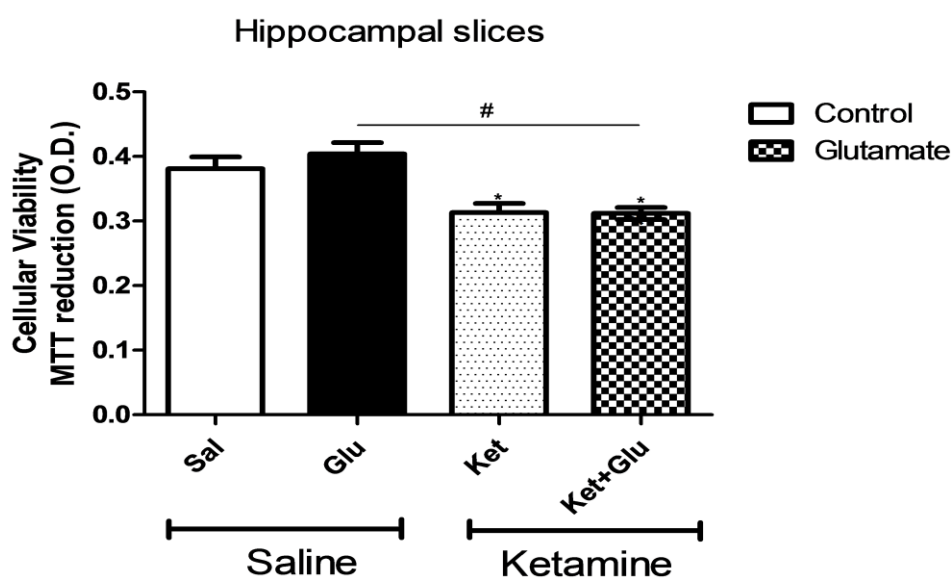 Hippocampal slices
Cellular Viability
MTT reduction (O.D.)
0.5
0.4
0.3
0.2
0.1
0.0
#
*
*
Control
Glutamate
Sal
Glu
Ket
Ket+Glu
Saline
Ketamine